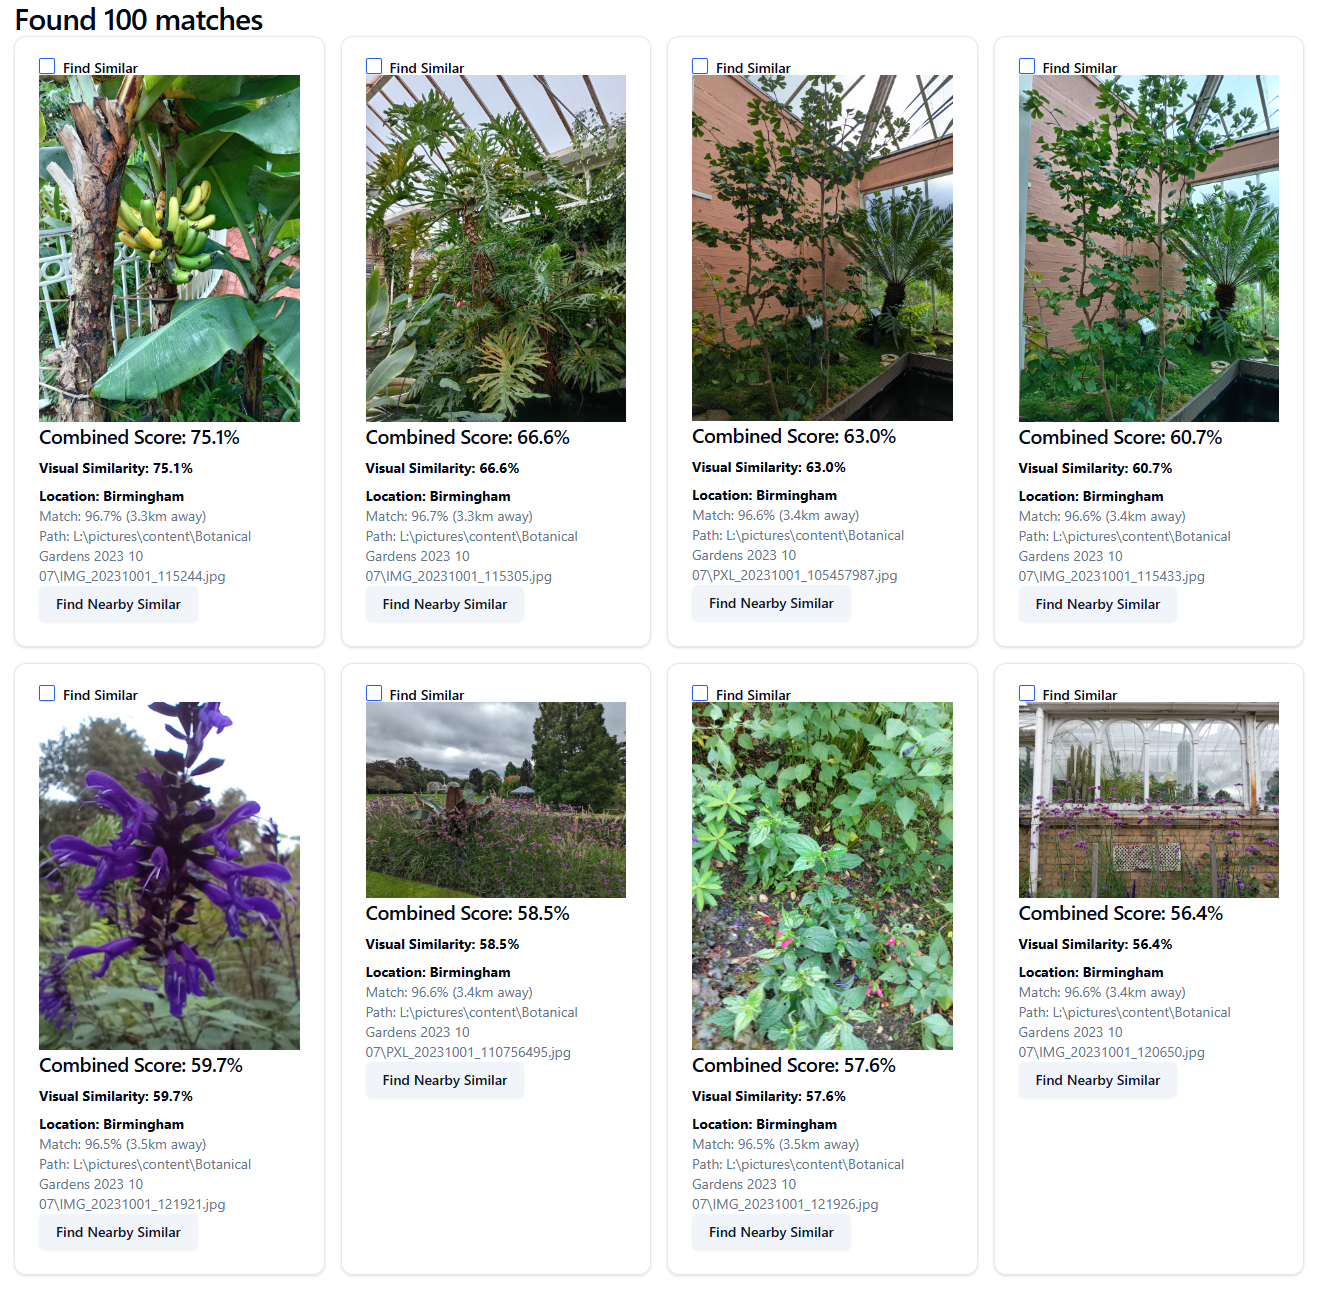 Found 100 matches
Find Similar
Combined Score: 75.1%
Visual Similarity: 75.1%
Location: Birmingham
Match: 96.7% (3.3km away)
Path: L:\pictures\content\Botanical
Gardens 2023 10
07\IMG_20231001_115244.jpg
Find Nearby Similar
Find Similar
Combined Score: 66.6%
Visual Similarity: 66.6%
Location: Birmingham
Match: 96.7% (3.3km away)
Path: L:\pictures\content\Botanical
Gardens 2023 10
07\IMG_20231001_115305.jpg
Find Nearby Similar
Find Similar
Combined Score: 63.0%
Visual Similarity: 63.0%
Location: Birmingham
Match: 96.6% (3.4km away)
Path: L:\pictures\content\Botanical
Gardens 2023 10
07\PXL_20231001_105457987.jpg
Find Nearby Similar
Find Similar
Combined Score: 60.7%
Visual Similarity: 60.7%
Location: Birmingham
Match: 96.6% (3.4km away)
Path: L:\pictures\content\Botanical
Gardens 2023 10
07\IMG_20231001_115433.jpg
Find Nearby Similar
Find Similar
Combined Score: 59.7%
Visual Similarity: 59.7%
Location: Birmingham
Match: 96.5% (3.5km away)
Path: L:\pictures\content\Botanical
Gardens 2023 10
07\IMG_20231001_121921.jpg
Find Nearby Similar
Find Similar
Combined Score: 58.5%
Visual Similarity: 58.5%
Location: Birmingham
Match: 96.6% (3.4km away)
Path: L:\pictures\content\Botanical
Gardens 2023 10
07\PXL_20231001_110756495.jpg
Find Nearby Similar
Find Similar
Combined Score: 57.6%
Visual Similarity: 57.6%
Location: Birmingham
Match: 96.5% (3.5km away)
Path: L:\pictures\content\Botanical
Gardens 2023 10
07\IMG_20231001_121926.jpg
Find Nearby Similar
Find Similar
Combined Score: 56.4%
Visual Similarity: 56.4%
Location: Birmingham
Match: 96.6% (3.4km away)
Path: L:\pictures\content\Botanical
Gardens 2023 10
07\IMG_20231001_120650.jpg
Find Nearby Similar